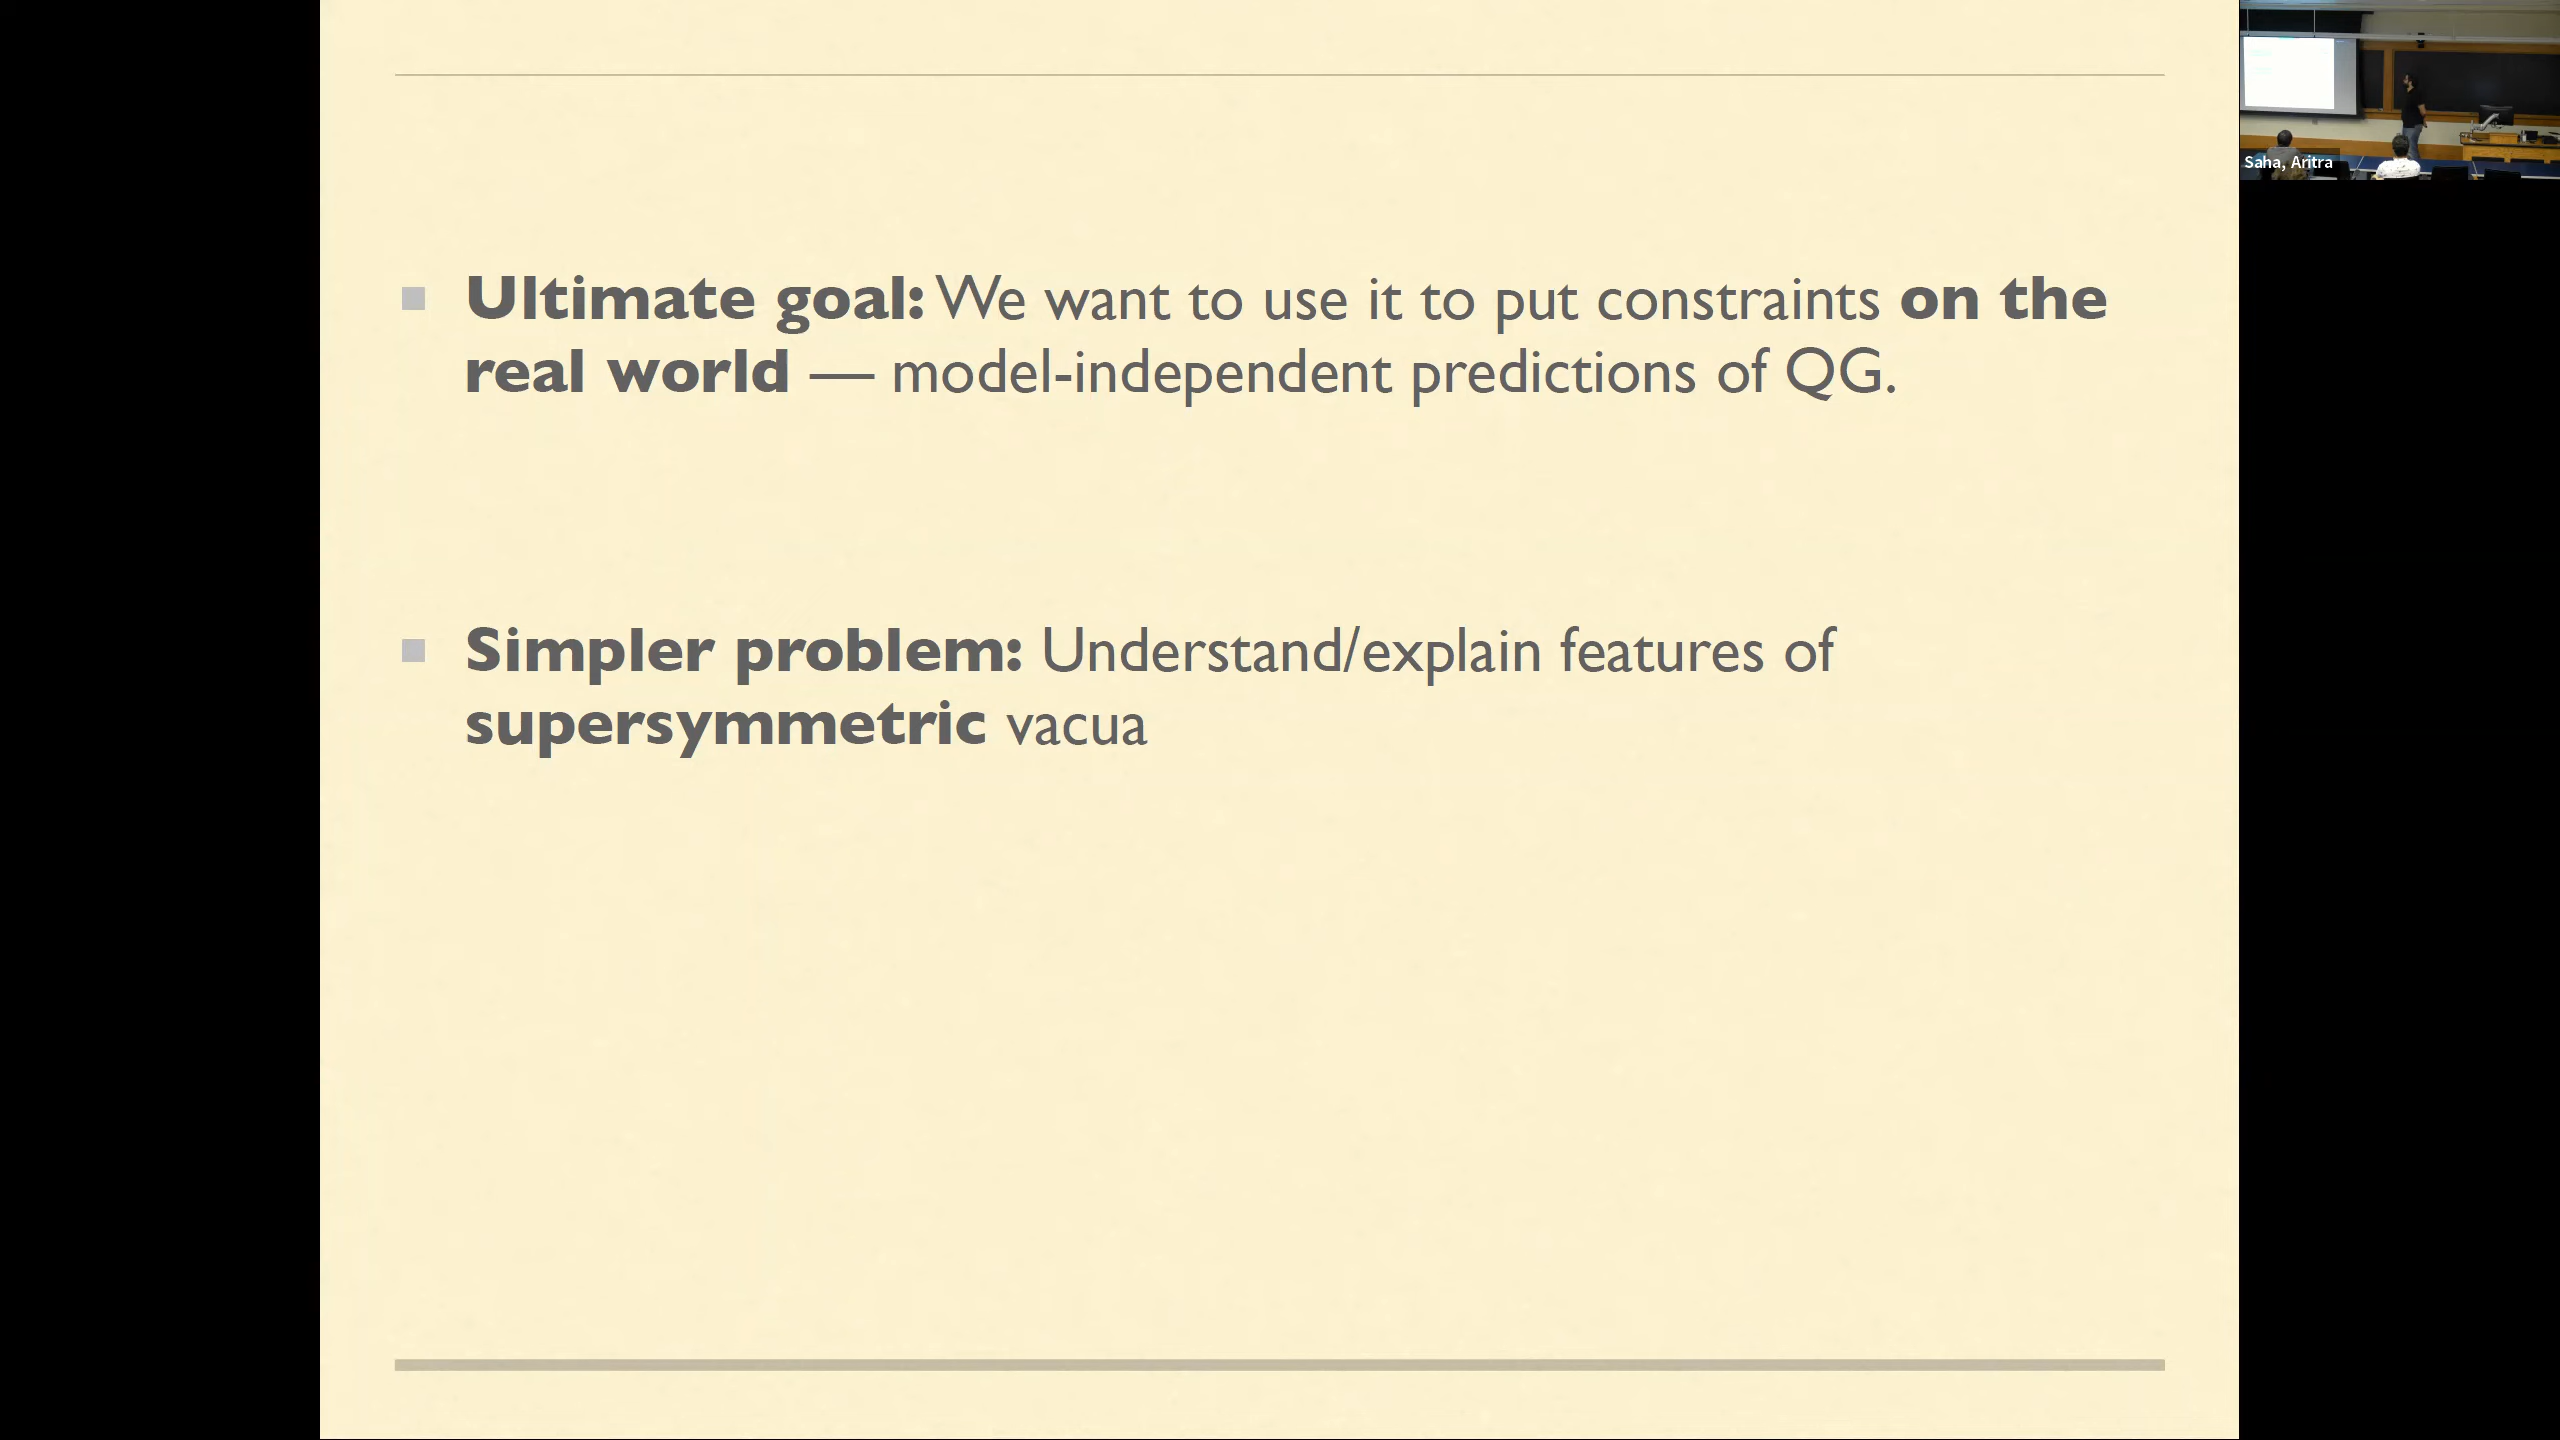 Ultimate goal: We want to use it to put constraints on the
real world — model-independent predictions of QG.
Simpler problem: Understand/explain features of
supersymmetric vacua
Saha, Aritra